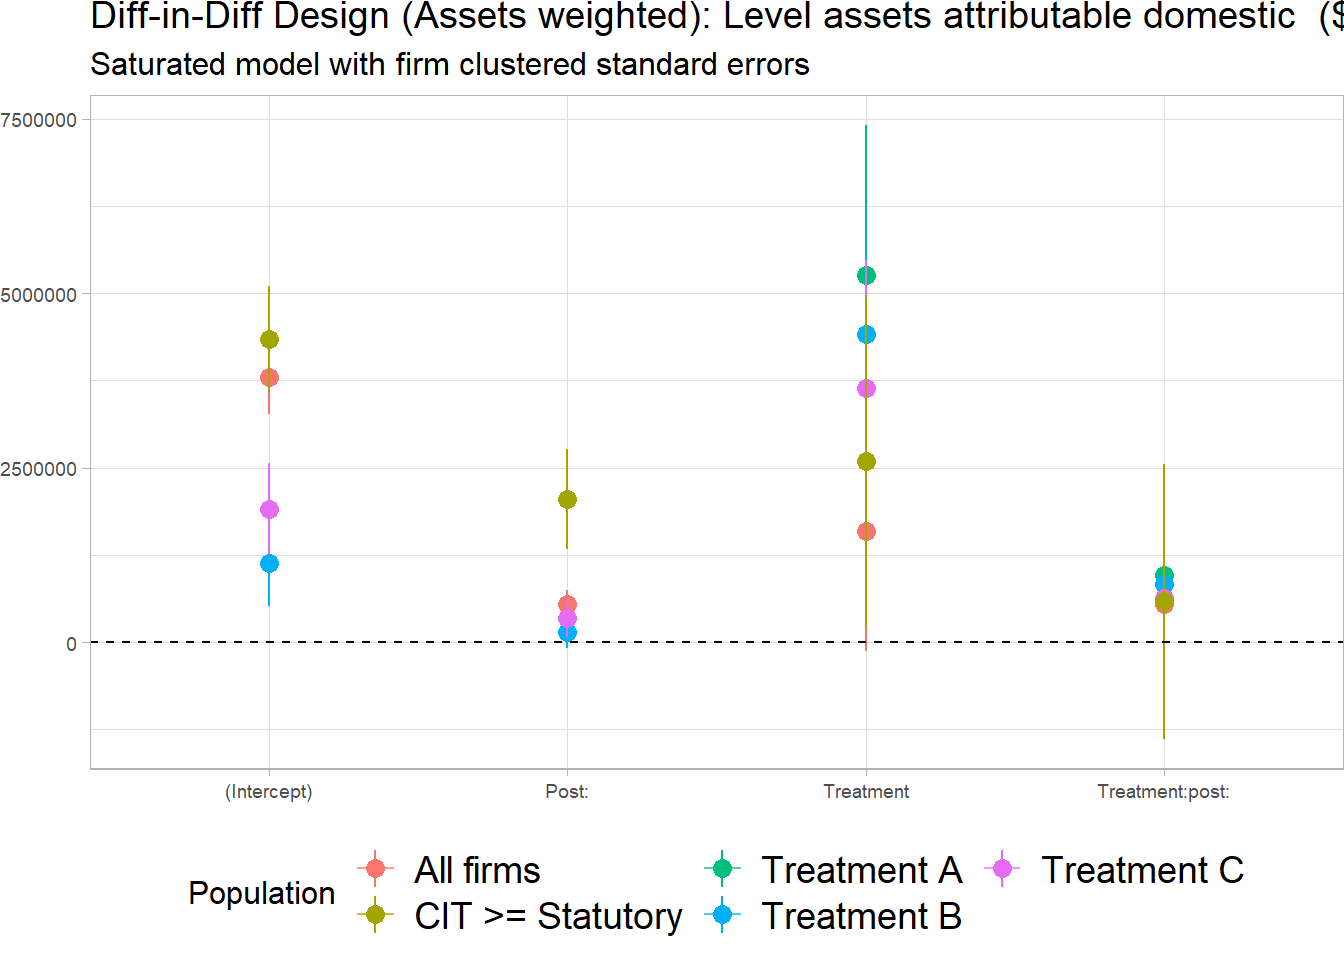 Diff-in-Diff Design (Assets weighted): Level assets attributable domestic ($
Saturated model with firm clustered standard errors
7500000
5000000
2500000
0
(Intercept) Post: Treatment Treatment:post:
Population
All firms Treatment A Treatment C
CIT >= Statutory Treatment B